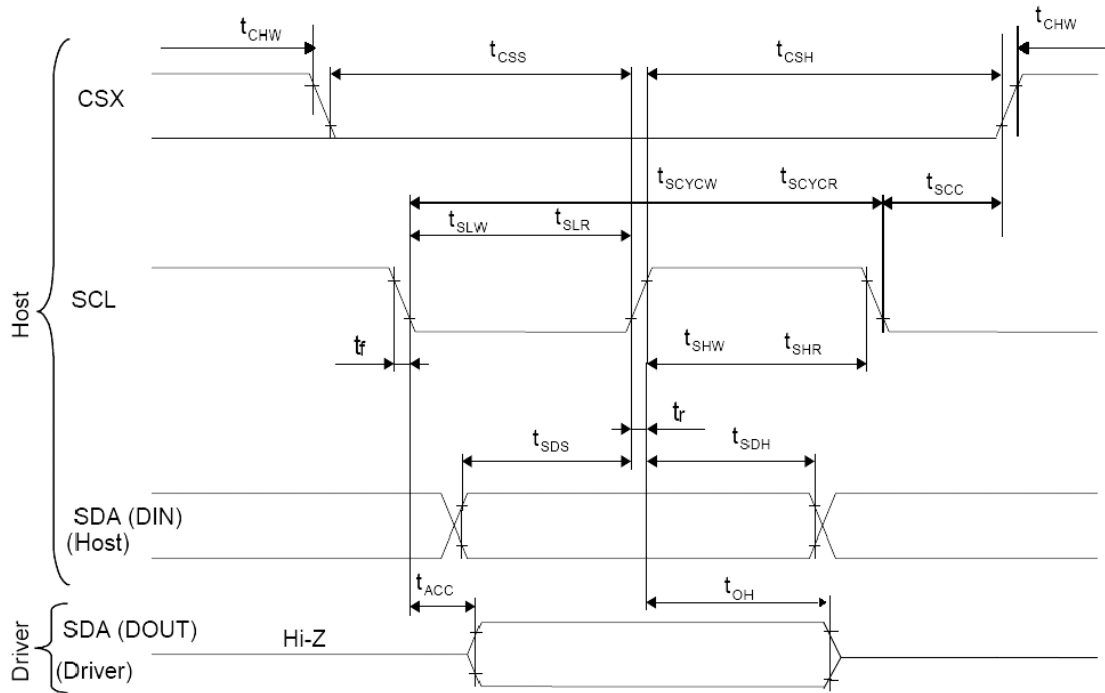 tCHW
tCHW
tCSS
tCSH
CSX
tSCYCW
tSCYCR
tSCC
tSLW
tSLR
Host
SCL
tf
tSHW
tSHR
tr
tSDS
tSDH
SDA (DIN)
(Host)
tACC
tOH
Driver
SDA (DOUT)
Hi-Z
(Driver)